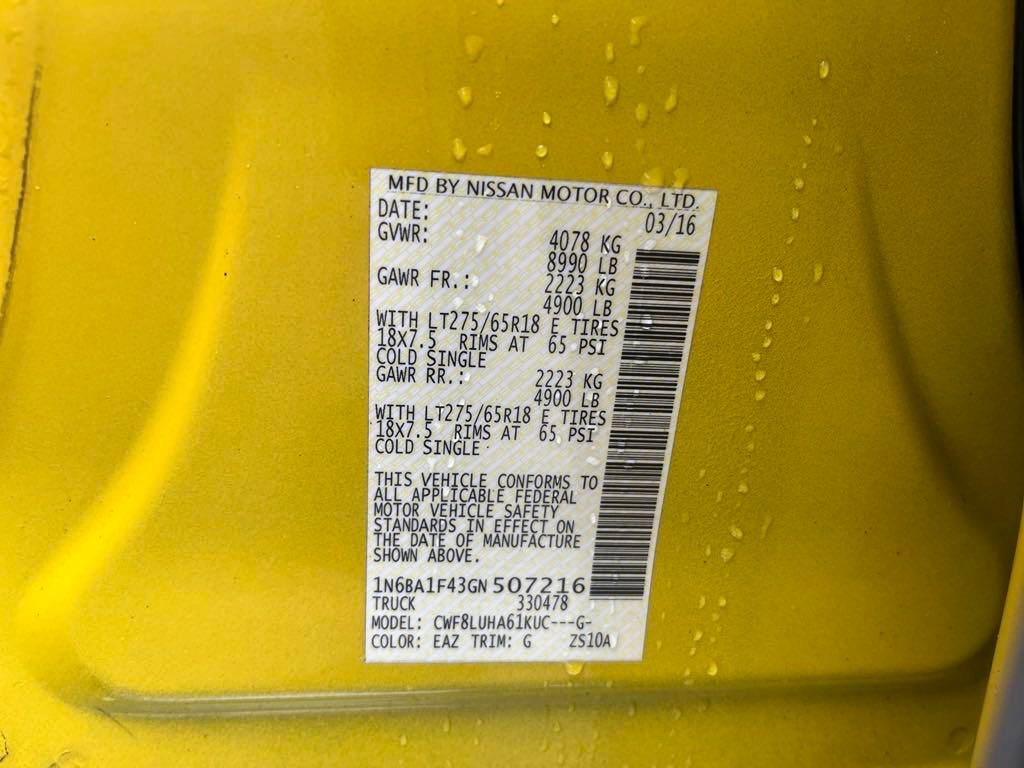 MFD BY NISSAN MOTOR CO., LTD.
DATE: 03/16
GVWR: 4078 KG
8990 LB
GAWR FR.: 2223 KG
4900 LB
WITH LT275/65R18 E TIRES
18X7.5 RIMS AT 65 PSI
COLD SINGLE
GAWR RR.: 2223 KG
4900 LB
WITH LT275/65R18 E TIRES
18X7.5 RIMS AT 65 PSI
COLD SINGLE
THIS VEHICLE CONFORMS TO
ALL APPLICABLE FEDERAL
MOTOR VEHICLE SAFETY
STANDARDS IN EFFECT ON
THE DATE OF MANUFACTURE
SHOWN ABOVE.
1N6BA1F43GN507216
TRUCK 330478
MODEL: CWF8LUHA61KUC---G-
COLOR: EAZ TRIM: G ZS10A